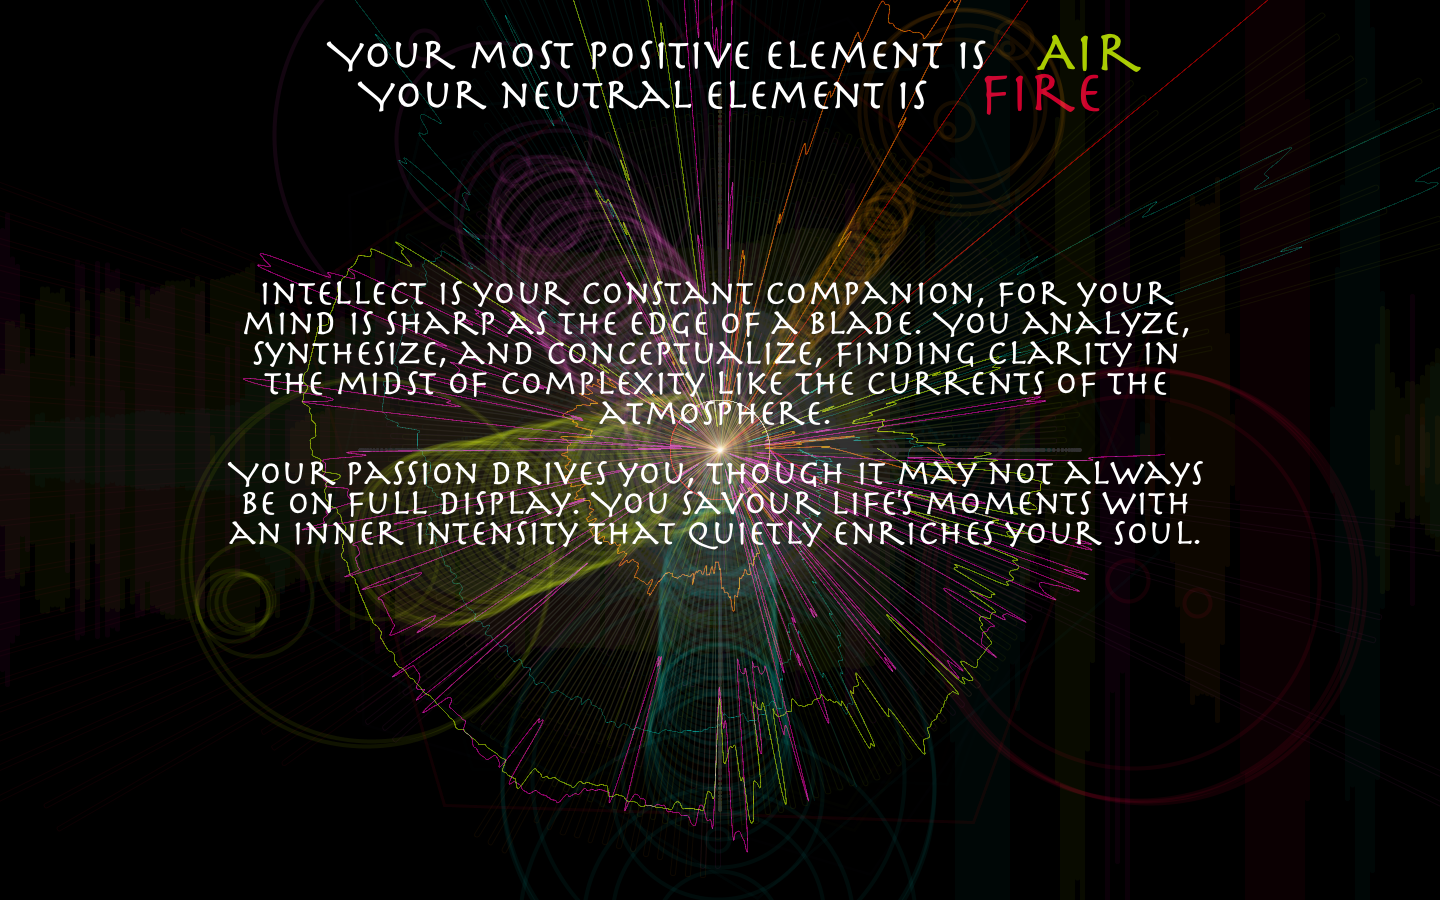 Your most positive element is AIR
Your neutral element is FIRE
Intellect is your constant companion, for your
mind is sharp as the edge of a blade. You analyze,
synthesize, and conceptualize, finding clarity in
the midst of complexity like the currents of the
atmosphere.
Your passion drives you, though it may not always
be on full display. You savour life's moments with
an inner intensity that quietly enriches your soul.